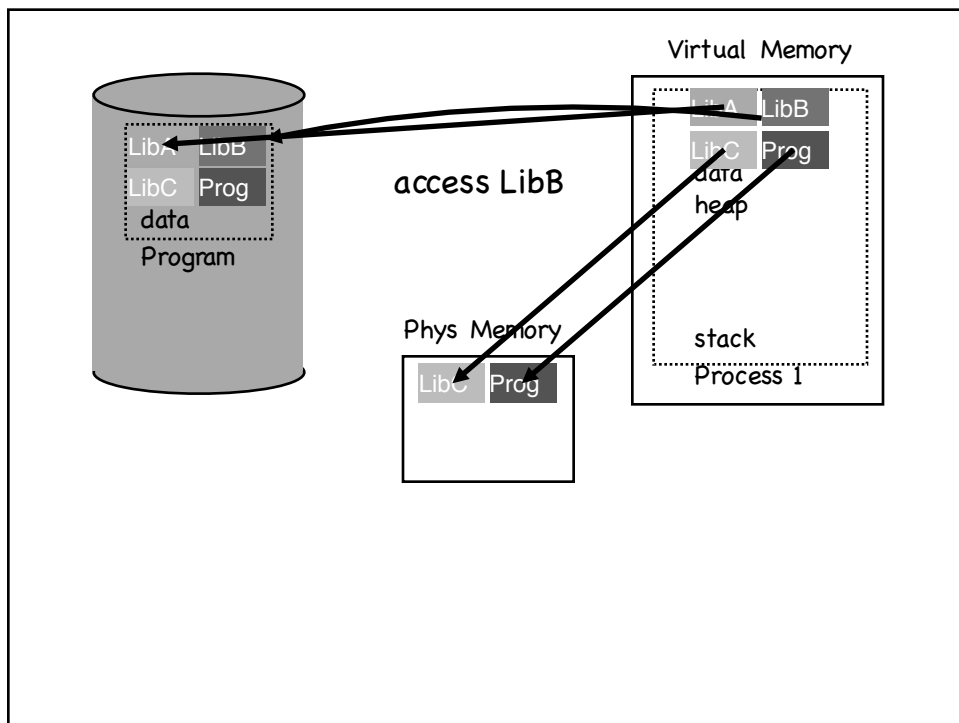 Virtual Memory
LibA LibB
LibC Prog
data
heap
stack
Process 1
LibA LibB
LibC Prog
data
Program
access LibB
Phys Memory
LibC Prog